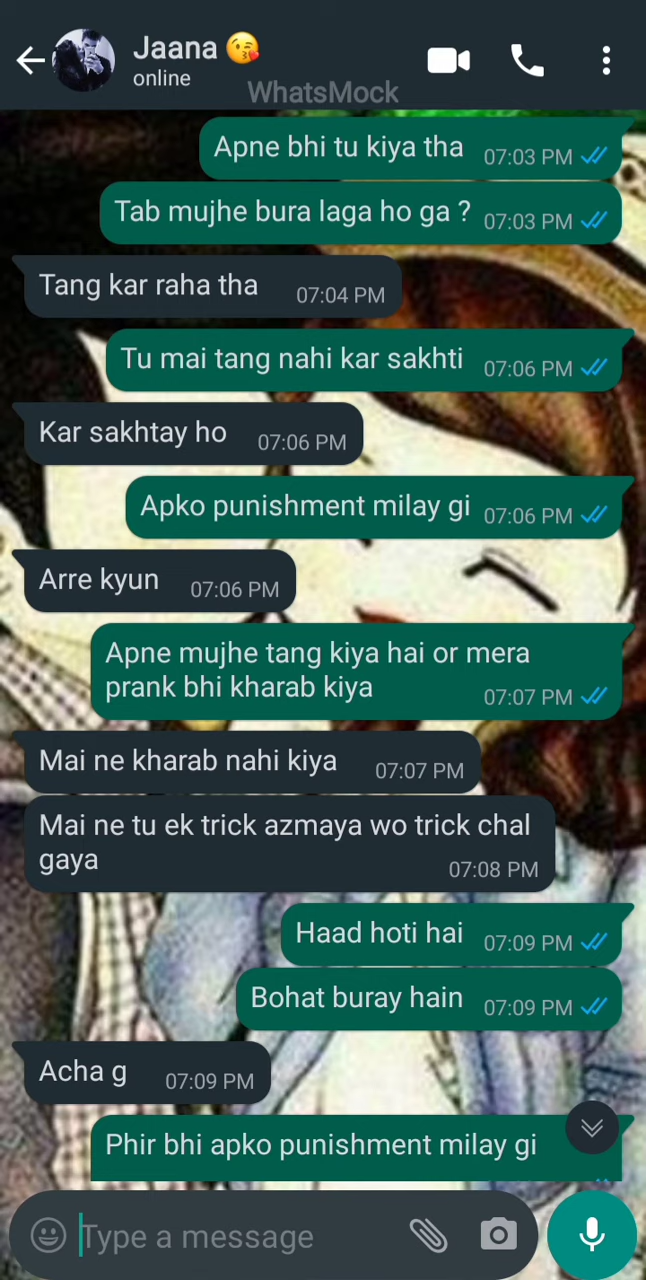 Jaana 😘
online
WhatsMock
Apne bhi tu kiya tha 07:03 PM
Tab mujhe bura laga ho ga ? 07:03 PM
Tang kar raha tha 07:04 PM
Tu mai tang nahi kar sakhti 07:06 PM
Kar sakhtay ho 07:06 PM
Apko punishment milay gi 07:06 PM
Arre kyun 07:06 PM
Apne mujhe tang kiya hai or mera
prank bhi kharab kiya 07:07 PM
Mai ne kharab nahi kiya 07:07 PM
Mai ne tu ek trick azmaya wo trick chal
gaya 07:08 PM
Haad hoti hai 07:09 PM
Bohat buray hain 07:09 PM
Acha g 07:09 PM
Phir bhi apko punishment milay gi
Type a message